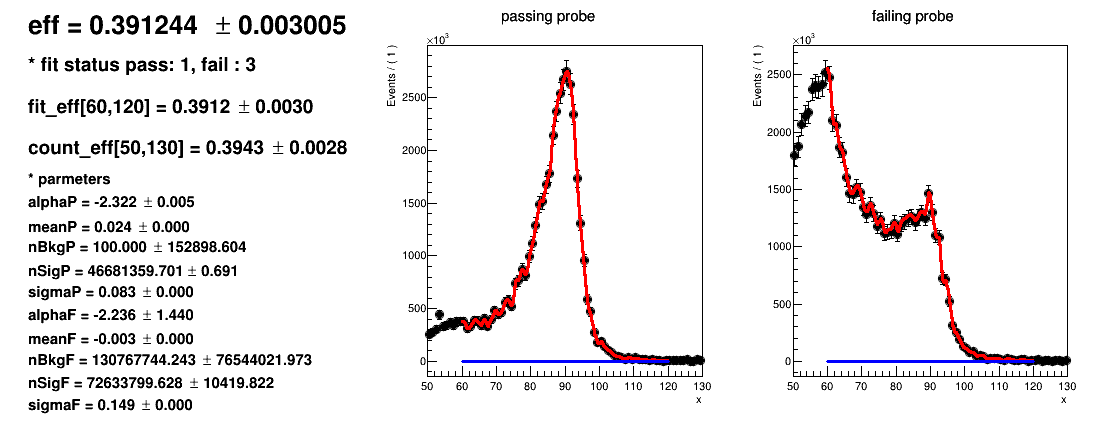 eff = 0.391244 ± 0.003005
* fit status pass: 1, fail : 3
fit_eff[60,120] = 0.3912 ± 0.0030
count_eff[50,130] = 0.3943 ± 0.0028
* parmeters
alphaP = -2.322 ± 0.005
meanP = 0.024 ± 0.000
nBkgP = 100.000 ± 152898.604
nSigP = 46681359.701 ± 0.691
sigmaP = 0.083 ± 0.000
alphaF = -2.236 ± 1.440
meanF = -0.003 ± 0.000
nBkgF = 130767744.243 ± 76544021.973
nSigF = 72633799.628 ± 10419.822
sigmaF = 0.149 ± 0.000
passing probe
×10³
Events / ( 1 )
2500
2000
1500
1000
500
0
50 60 70 80 90 100 110 120 130
x
failing probe
×10³
Events / ( 1 )
2500
2000
1500
1000
500
0
50 60 70 80 90 100 110 120 130
x